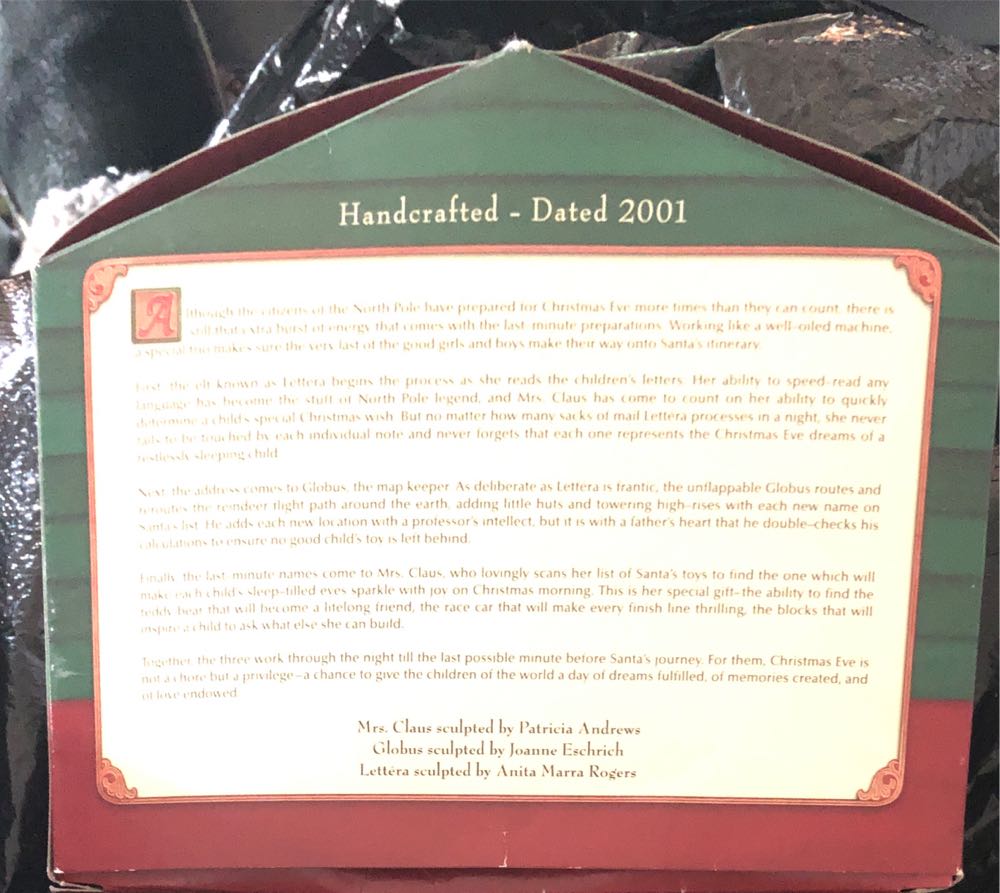 Handcrafted - Dated 2001
Although the citizens of the North Pole have prepared for Christmas Eve more times than they can count, there is
still that extra burst of energy that comes with the last-minute preparations. Working like a well-oiled machine,
a special trio makes sure the very last of the good girls and boys make their way onto Santa's itinerary.
First, the elf known as Lettera begins the process as she reads the children's letters. Her ability to speed-read any
language has become the stuff of North Pole legend, and Mrs. Claus has come to count on her ability to quickly
determine a child's special Christmas wish. But no matter how many sacks of mail Lettera processes in a night, she never
fails to be touched by each individual note and never forgets that each one represents the Christmas Eve dreams of a
restlessly sleeping child.
Next, the address comes to Globus, the map keeper. As deliberate as Lettera is frantic, the unflappable Globus routes and
reroutes the reindeer flight path around the earth, adding little huts and towering high-rises with each new name on
Santa's list. He adds each new location with a professor's intellect, but it is with a father's heart that he double-checks his
calculations to ensure no good child's toy is left behind.
Finally, the last-minute names come to Mrs. Claus, who lovingly scans her list of Santa's toys to find the one which will
make each child's sleep-filled eyes sparkle with joy on Christmas morning. This is her special gift-the ability to find the
teddy bear that will become a lifelong friend, the race car that will make every finish line thrilling, the blocks that will
inspire a child to ask what else she can build.
Together, the three work through the night till the last possible minute before Santa's journey. For them, Christmas Eve is
not a chore but a privilege–a chance to give the children of the world a day of dreams fulfilled, of memories created, and
of love endowed.
Mrs. Claus sculpted by Patricia Andrews
Globus sculpted by Joanne Eschrich
Lettera sculpted by Anita Marra Rogers